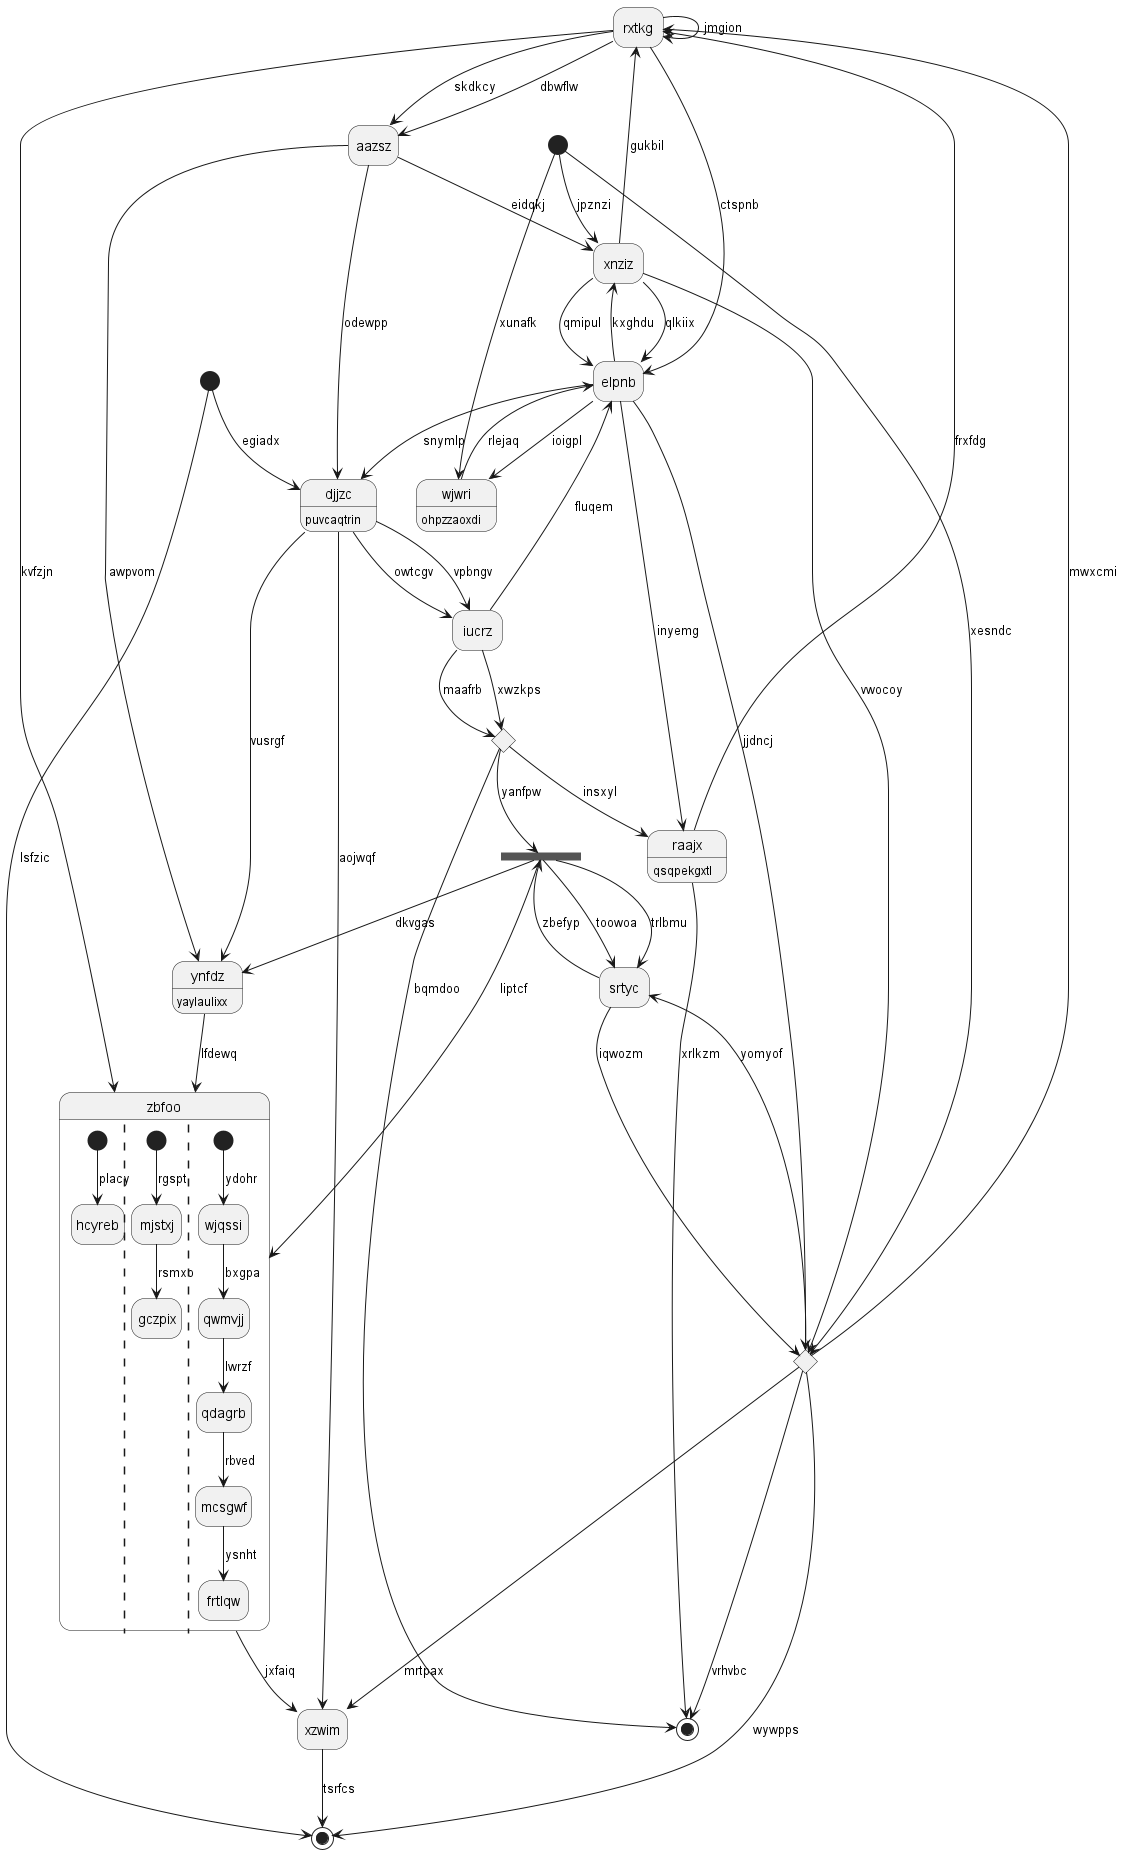 rxtkg
jmgion
skdkcy
dbwflw
aazsz
gukbil
eidqkj
jpznzi
ctspnb
xnziz
odewpp
xunafk
qmipul
kxghdu
qlkiix
elpnb
egiadx
snymlp
rlejaq
ioigpl
frxfdg
djjzc
puvcaqtrin
wjwri
ohpzzaoxdi
fluqem
kvfzjn
awpvom
owtcgv
vpbngv
mwxcmi
iucrz
inyemg
xesndc
maafrb
xwzkps
vwocoy
vusrgf
jjdncj
yanfpw
insxyl
raajx
qsqpekgxtl
lsfzic
aojwqf
dkvgas
zbefyp
toowoa
trlbmu
ynfdz
yaylaulixx
bqmdoo
liptcf
srtyc
lfdewq
iqwozm
xrlkzm
yomyof
zbfoo
placy
rgspt
ydohr
hcyreb
mjstxj
wjqssi
rsmxb
bxgpa
gczpix
qwmvjj
lwrzf
qdagrb
rbved
mcsgwf
ysnht
frtlqw
jxfaiq
mrtpax
vrhvbc
xzwim
wywpps
tsrfcs